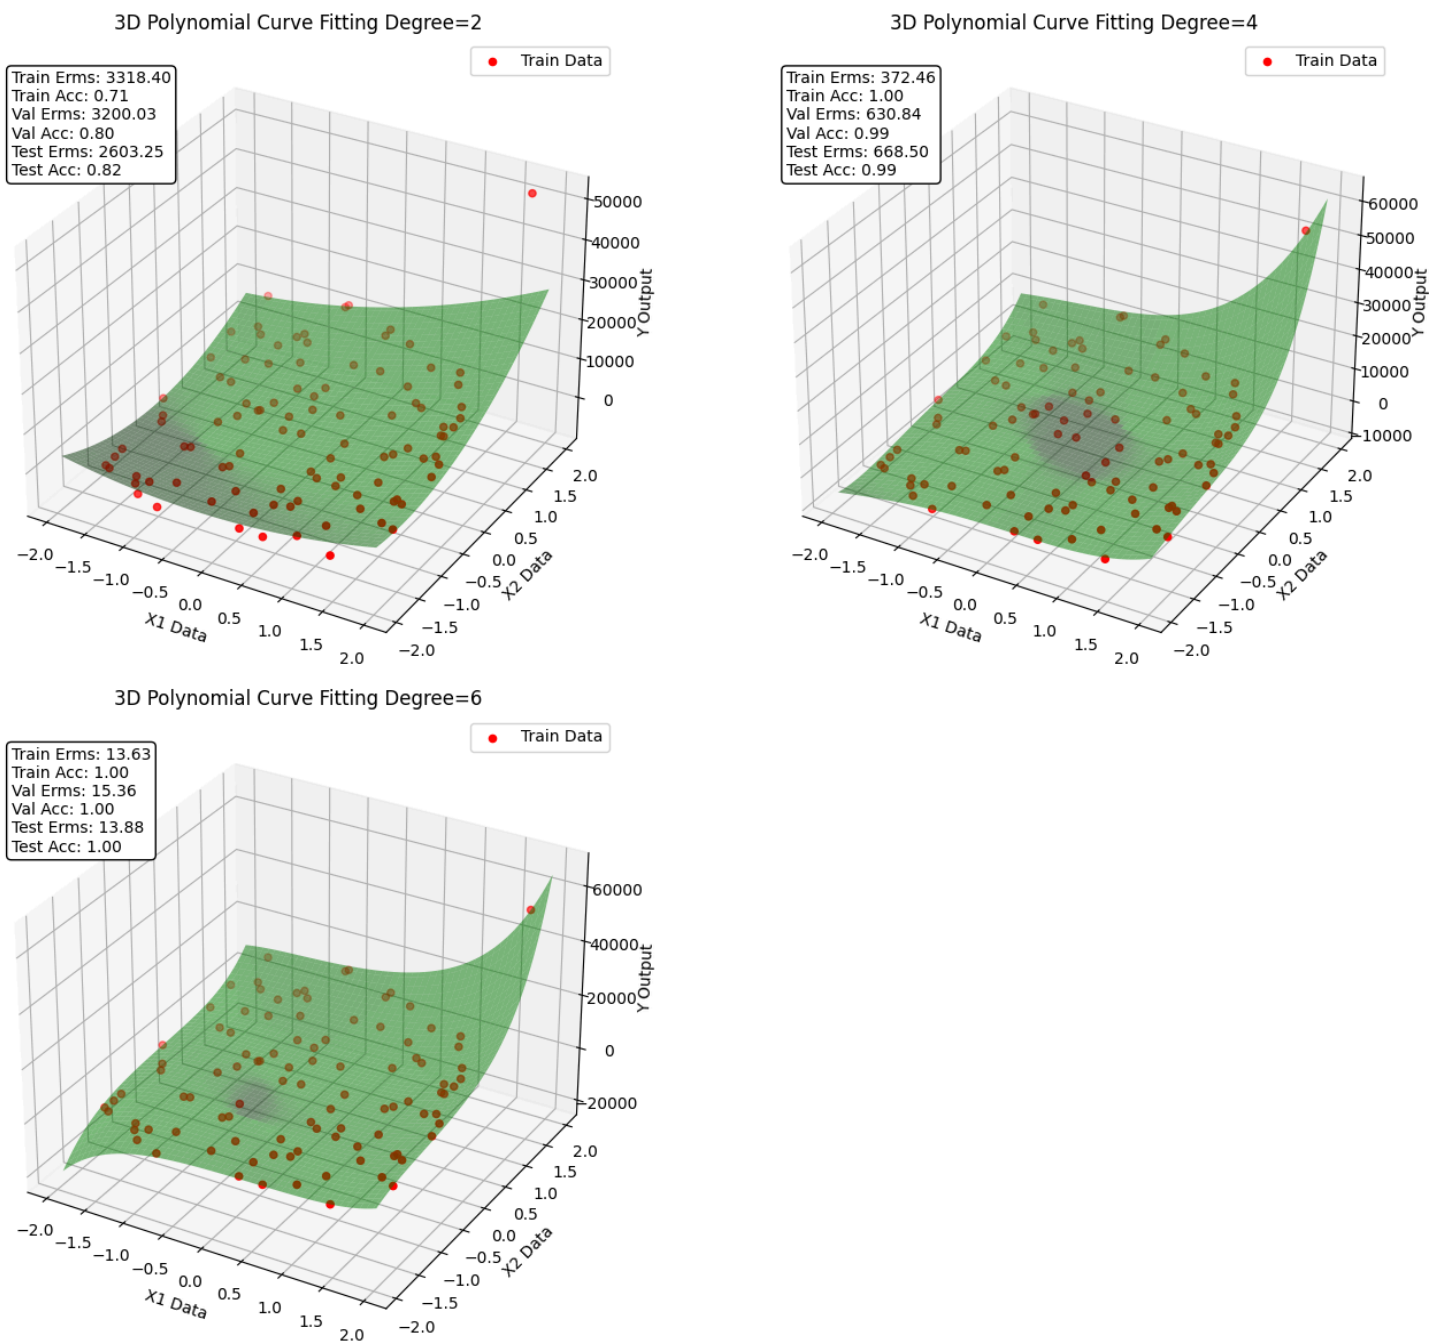 3D Polynomial Curve Fitting Degree=2
Train Data
Train Erms: 3318.40
Train Acc: 0.71
Val Erms: 3200.03
Val Acc: 0.80
Test Erms: 2603.25
Test Acc: 0.82
50000
40000
30000
20000
10000
0
Y Output
−2.0
−1.5
−1.0
−0.5
0.0
0.5
1.0
1.5
2.0
X1 Data
2.0
1.5
1.0
0.5
0.0
−0.5
−1.0
−1.5
−2.0
X2 Data
3D Polynomial Curve Fitting Degree=4
Train Data
Train Erms: 372.46
Train Acc: 1.00
Val Erms: 630.84
Val Acc: 0.99
Test Erms: 668.50
Test Acc: 0.99
60000
50000
40000
30000
20000
10000
0
−10000
Y Output
−2.0
−1.5
−1.0
−0.5
0.0
0.5
1.0
1.5
2.0
X1 Data
2.0
1.5
1.0
0.5
0.0
−0.5
−1.0
−1.5
−2.0
X2 Data
3D Polynomial Curve Fitting Degree=6
Train Data
Train Erms: 13.63
Train Acc: 1.00
Val Erms: 15.36
Val Acc: 1.00
Test Erms: 13.88
Test Acc: 1.00
60000
40000
20000
0
−20000
Y Output
−2.0
−1.5
−1.0
−0.5
0.0
0.5
1.0
1.5
2.0
X1 Data
2.0
1.5
1.0
0.5
0.0
−0.5
−1.0
−1.5
−2.0
X2 Data